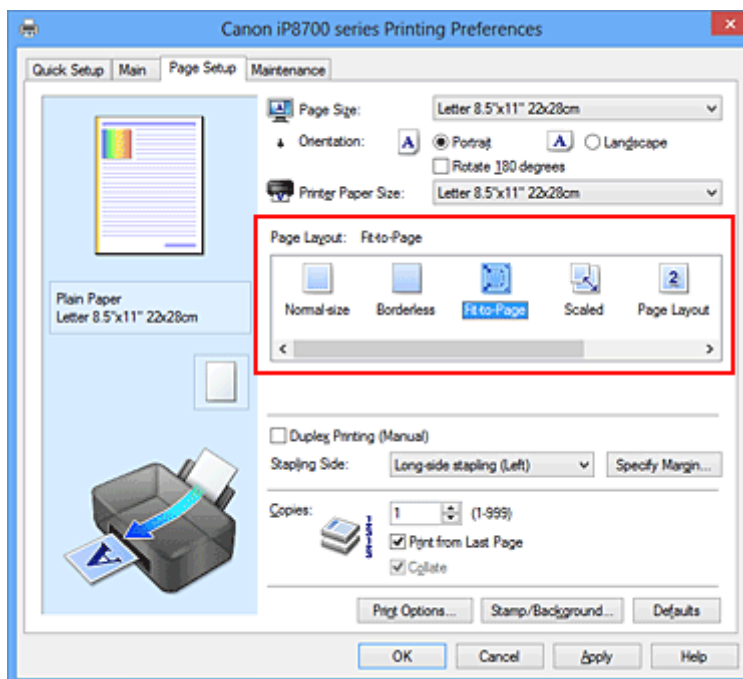 Canon iP8700 series Printing Preferences
Quick Setup Main Page Setup Maintenance
Page Size: Letter 8.5"x11" 22x28cm
Orientation: A Portrait A Landscape
Rotate 180 degrees
Printer Paper Size: Letter 8.5"x11" 22x28cm
Page Layout: Fit-to-Page
Normal-size Borderless Fit-to-Page Scaled Page Layout
Plain Paper
Letter 8.5"x11" 22x28cm
Duplex Printing (Manual)
Stapling Side: Long-side stapling (Left) Specify Margin...
Copies: 1 (1-999)
Print from Last Page
Collate
Print Options... Stamp/Background... Defaults
OK Cancel Apply Help